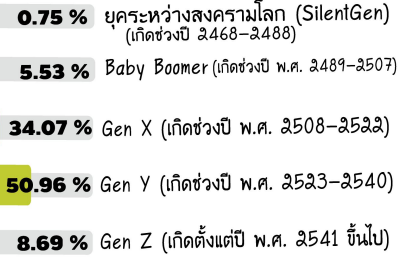 0.75 % ยุคระหว่างสงครามโลก (SilentGen)
(เกิดช่วงปี 2468-2488)
5.53 % Baby Boomer (เกิดช่วงปี พ.ศ. 2489-2507)
34.07 % Gen X (เกิดช่วงปี พ.ศ. 2508-2522)
50.96 % Gen Y (เกิดช่วงปี พ.ศ. 2523-2540)
8.69 % Gen Z (เกิดตั้งแต่ปี พ.ศ. 2541 ขึ้นไป)